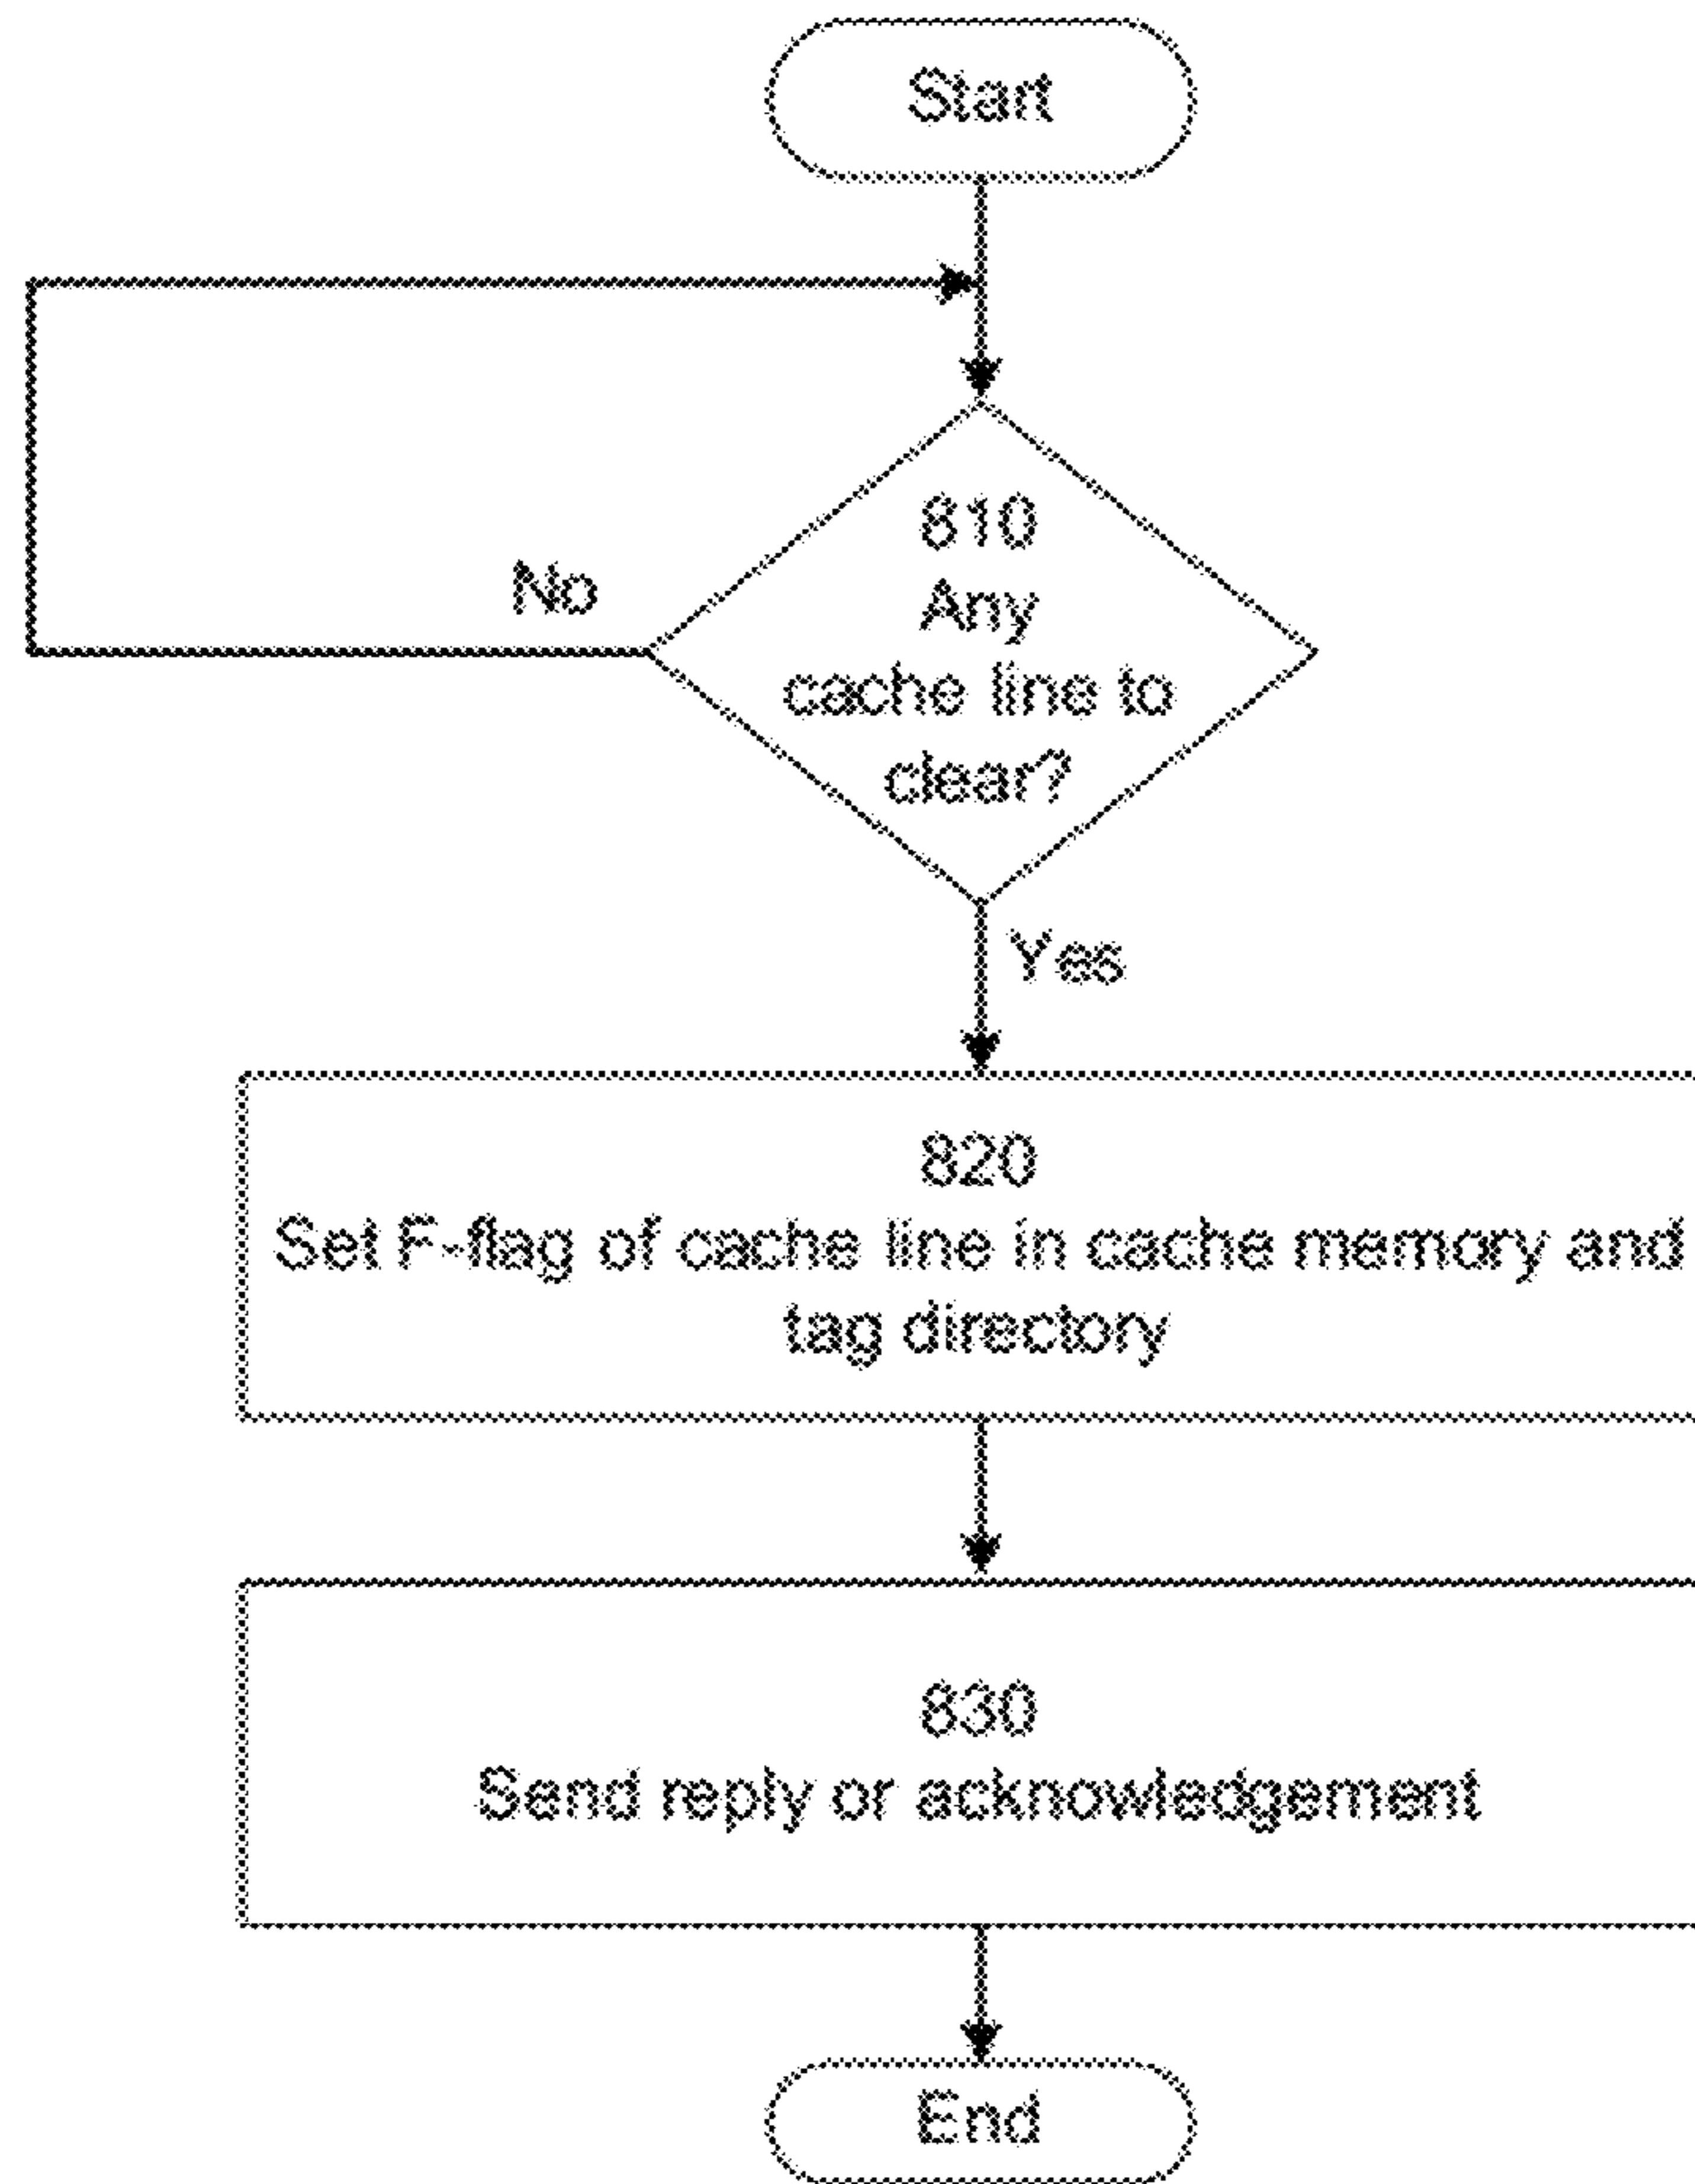 Start
No
810
Any
cache line to
clear?
Yes
820
Set F-flag of cache line in cache memory and
tag directory
830
Send reply or acknowledgement
End